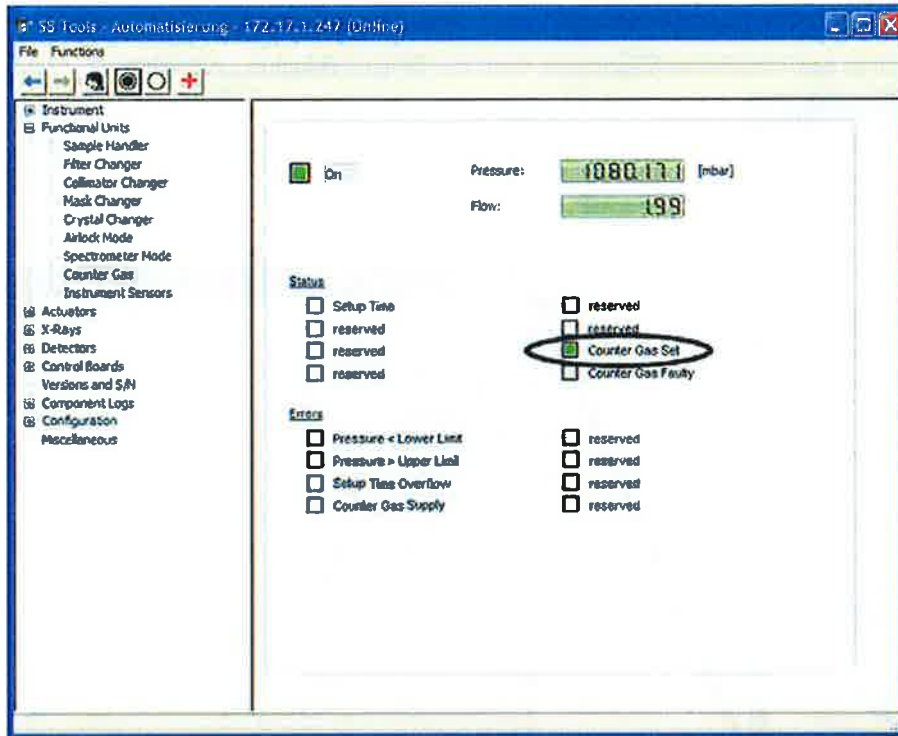 S8 Tools - Automatisierung - 172.17.1.247 (Online)
File Functions
Instrument
Functional Units
Sample Handler
Filter Changer
Collimator Changer
Mask Changer
Crystal Changer
Airlock Mode
Spectrometer Mode
Counter Gas
Instrument Sensors
Actuators
X-Rays
Detectors
Control Boards
Versions and S/N
Component Logs
Configuration
Miscellaneous
On
Pressure: 1080.171 [mbar]
Flow: 1.99
Status
Setup Time reserved
reserved reserved
reserved Counter Gas Set
reserved Counter Gas Faulty
Errors
Pressure < Lower Limit reserved
Pressure > Upper Limit reserved
Setup Time Overflow reserved
Counter Gas Supply reserved